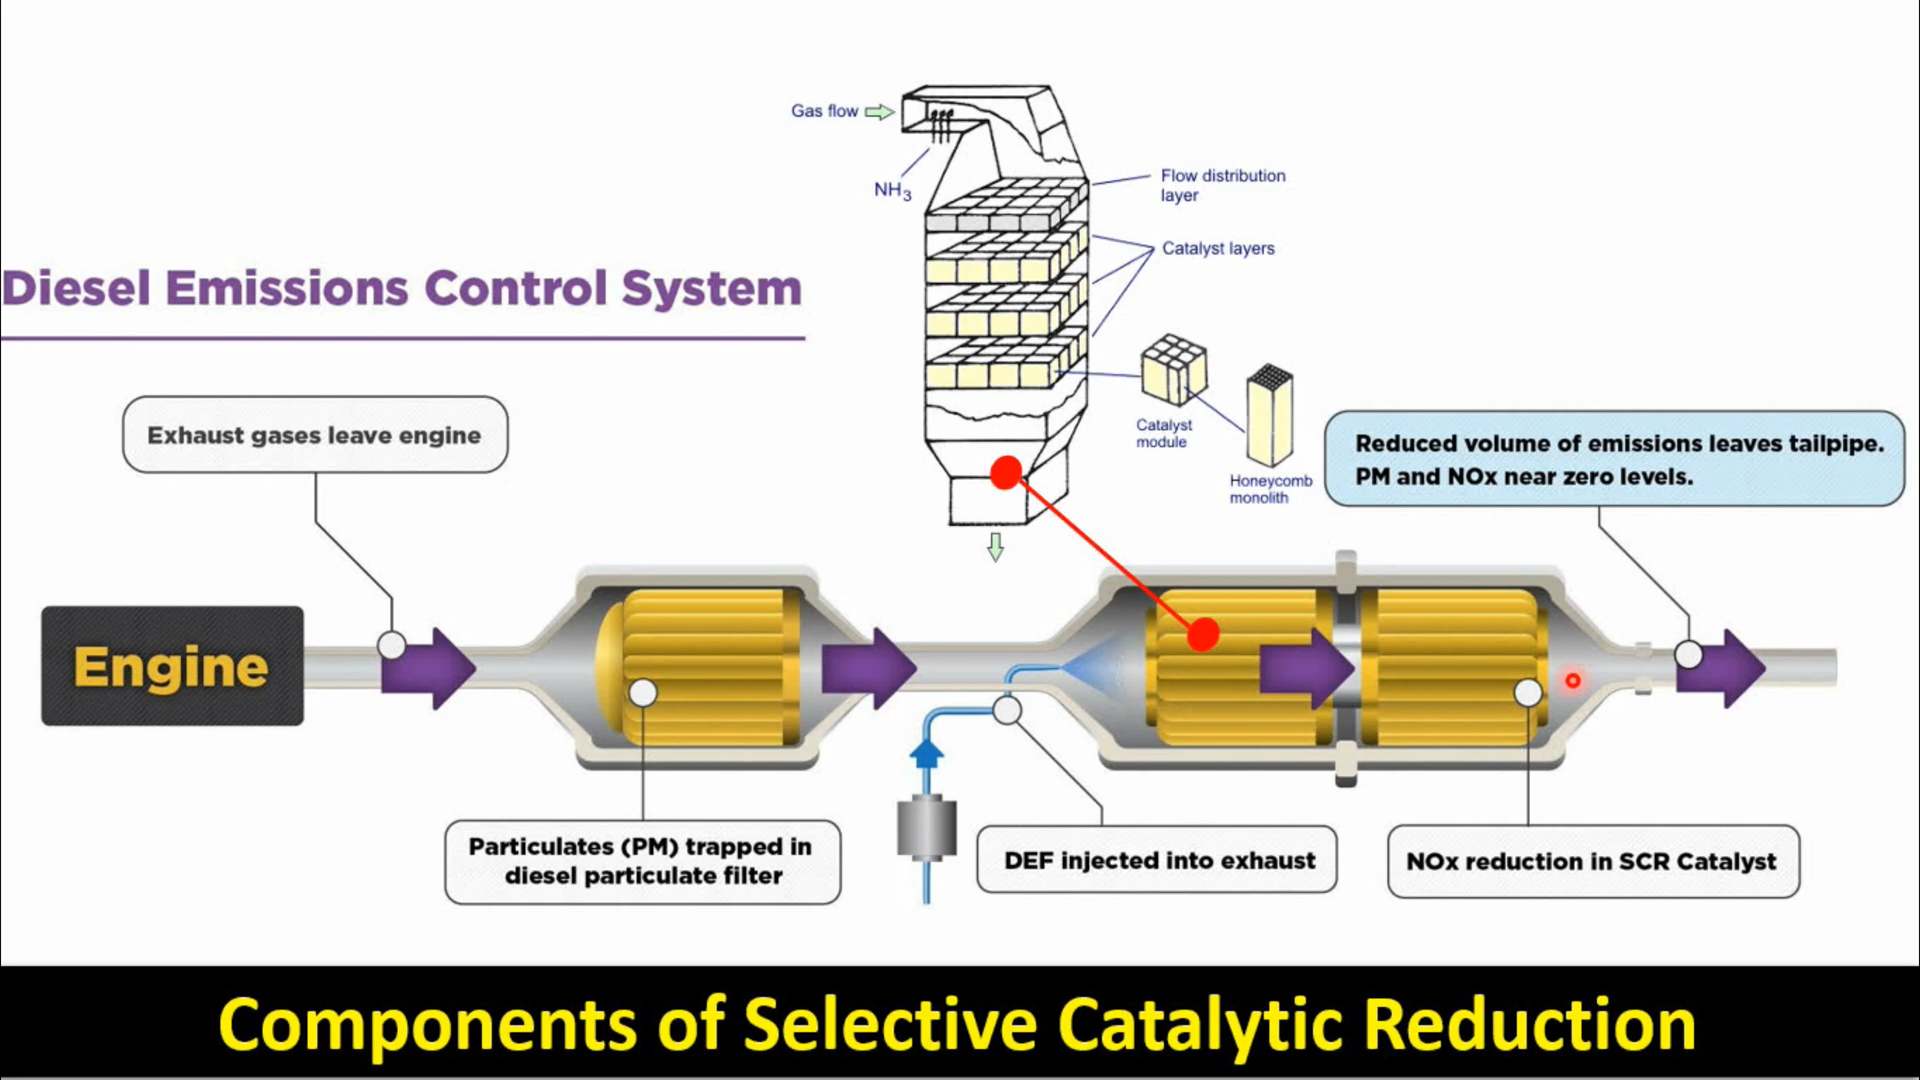 Gas flow
NH3
Flow distribution
layer
Catalyst layers
Diesel Emissions Control System
Catalyst
module
Honeycomb
monolith
Exhaust gases leave engine
Reduced volume of emissions leaves tailpipe.
PM and NOx near zero levels.
Engine
Particulates (PM) trapped in
diesel particulate filter
DEF injected into exhaust
NOx reduction in SCR Catalyst
Components of Selective Catalytic Reduction